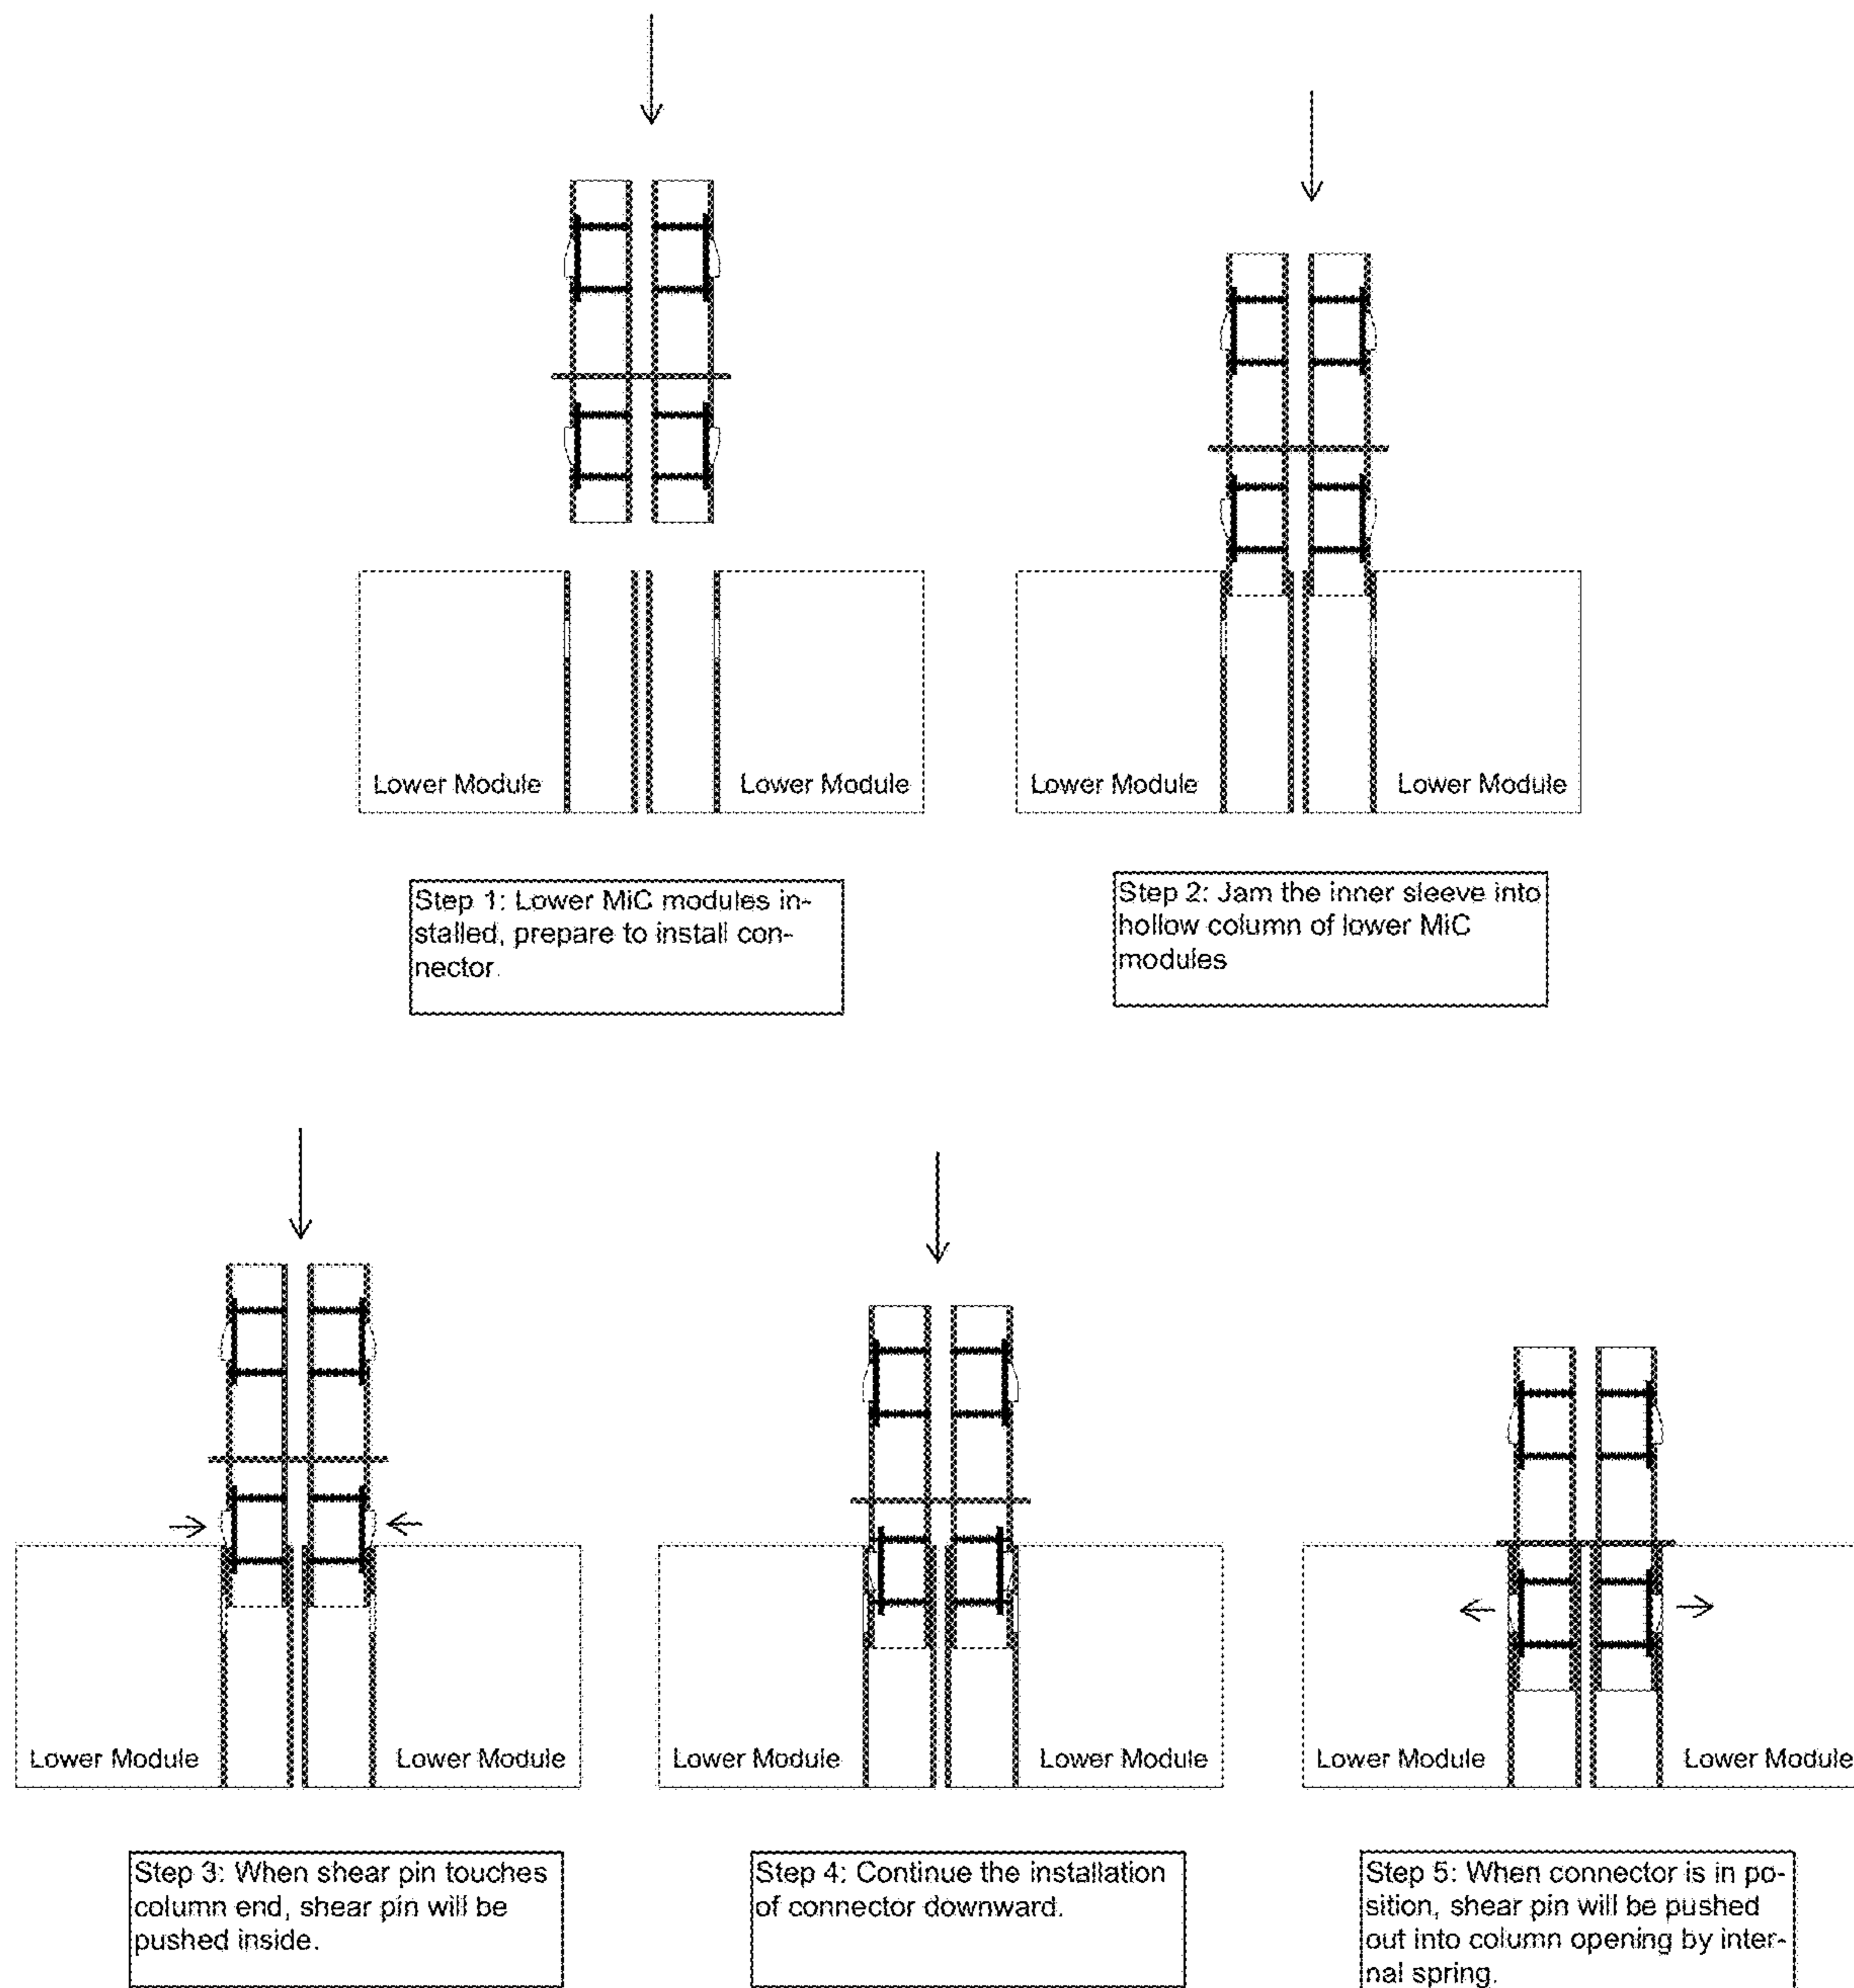 Lower Module
Lower Module
Lower Module
Lower Module
Step 1: Lower MiC modules in-
stalled, prepare to install con-
nector.
Step 2: Jam the inner sleeve into
hollow column of lower MiC
modules
Lower Module
Lower Module
Lower Module
Lower Module
Lower Module
Lower Module
Step 3: When shear pin touches
column end, shear pin will be
pushed inside.
Step 4: Continue the installation
of connector downward.
Step 5: When connector is in po-
sition, shear pin will be pushed
out into column opening by inter-
nal spring.